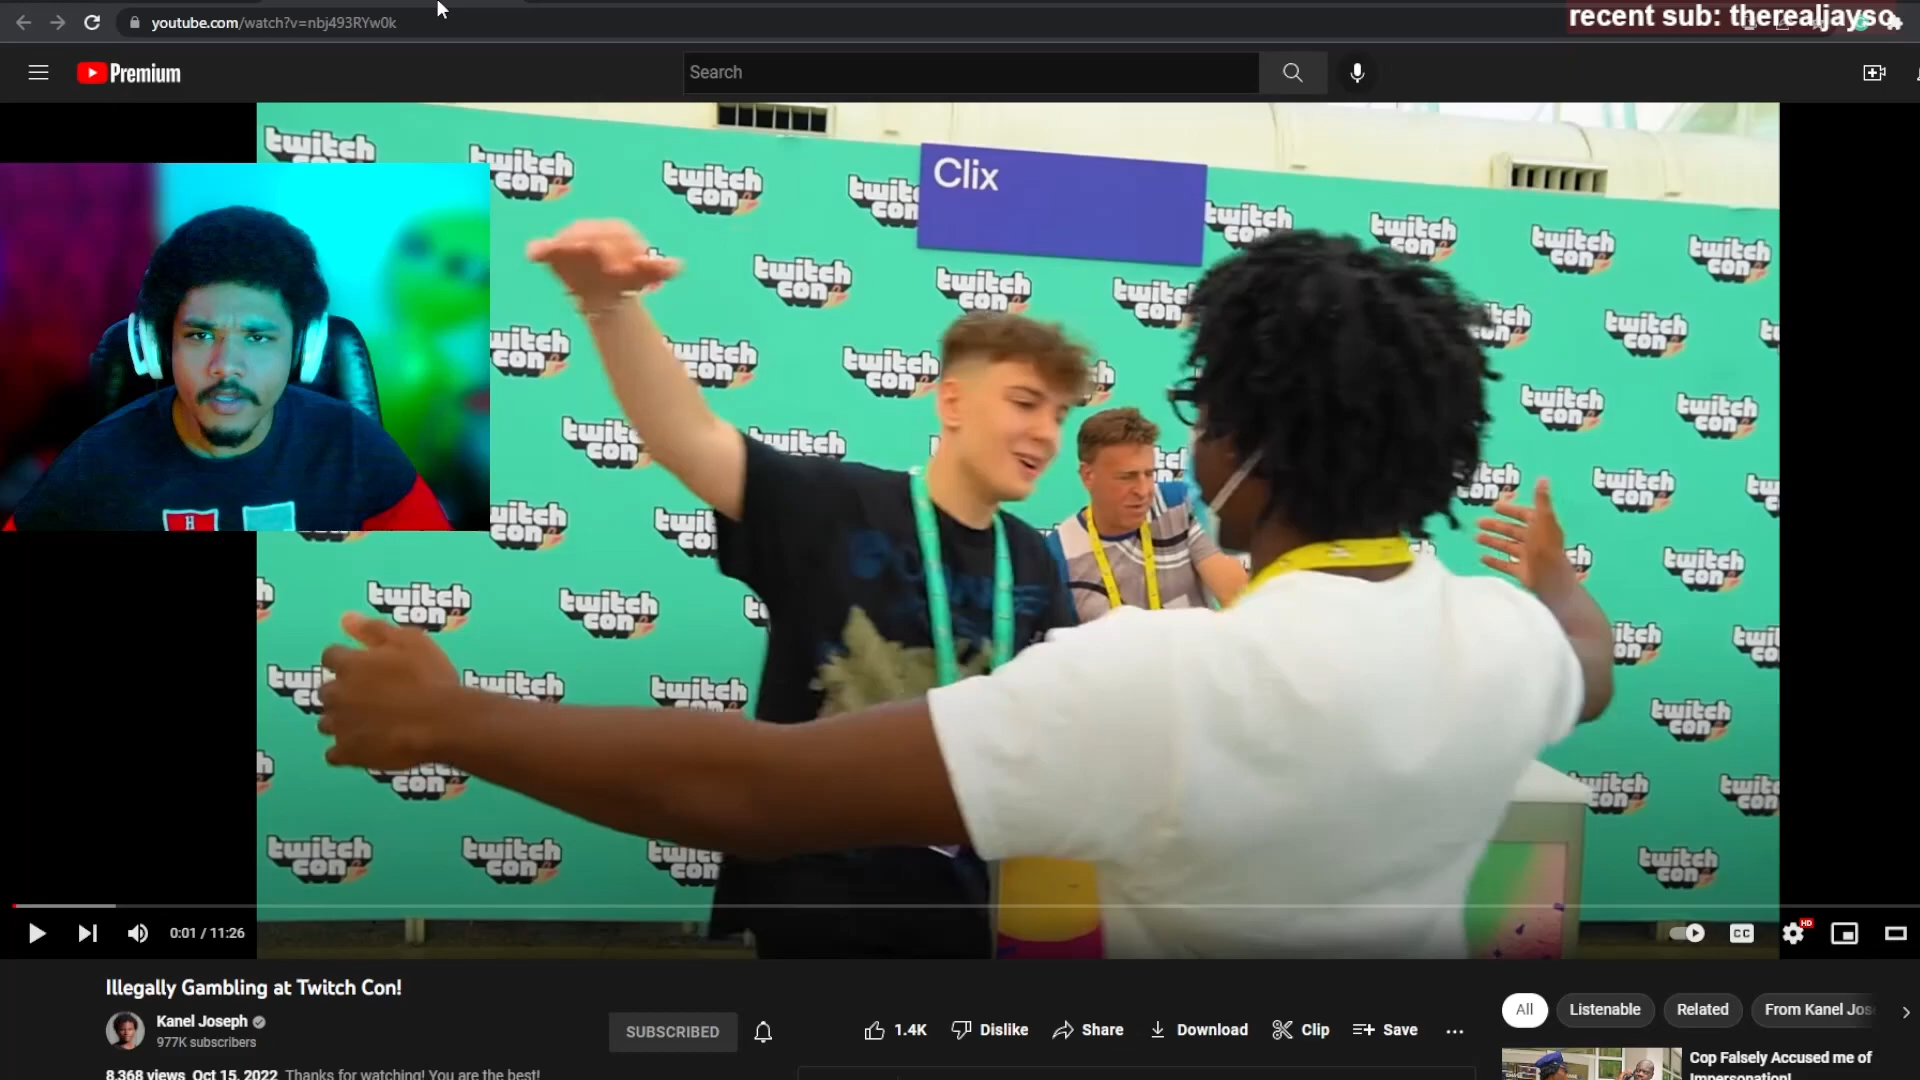 youtube.com/watch?v=nbj493RYw0k
recent sub: therealjayso
Premium
Search
Clix
twitch con
0:01 / 11:26
CC
HD
Illegally Gambling at Twitch Con!
Kanel Joseph
977K subscribers
SUBSCRIBED
1.4K
Dislike
Share
Download
Clip
Save
All
Listenable
Related
From Kanel Jos
8,368 views Oct 15, 2022 Thanks for watching! You are the best!
Cop Falsely Accused me of
Impersonation!